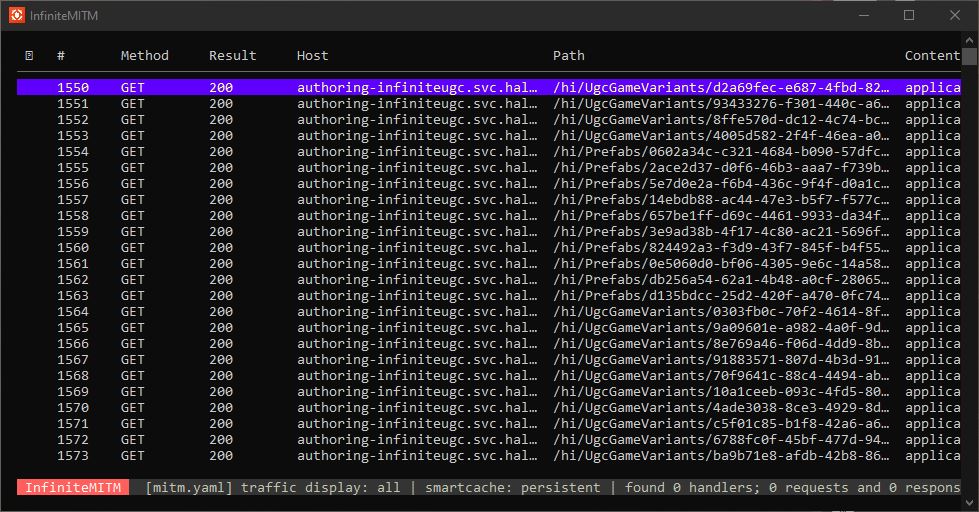 InfiniteMITM
# Method Result Host Path Content
1550 GET 200 authoring-infiniteugc.svc.hal… /hi/UgcGameVariants/d2a69fec-e687-4fbd-82… applica
1551 GET 200 authoring-infiniteugc.svc.hal… /hi/UgcGameVariants/93433276-f301-440c-a6… applica
1552 GET 200 authoring-infiniteugc.svc.hal… /hi/UgcGameVariants/8ffe570d-dc12-4c74-bc… applica
1553 GET 200 authoring-infiniteugc.svc.hal… /hi/UgcGameVariants/4005d582-2f4f-46ea-a0… applica
1554 GET 200 authoring-infiniteugc.svc.hal… /hi/Prefabs/0602a34c-c321-4684-b090-57dfc… applica
1555 GET 200 authoring-infiniteugc.svc.hal… /hi/Prefabs/2ace2d37-d0f6-46b3-aaa7-f739b… applica
1556 GET 200 authoring-infiniteugc.svc.hal… /hi/Prefabs/5e7d0e2a-f6b4-436c-9f4f-d0a1c… applica
1557 GET 200 authoring-infiniteugc.svc.hal… /hi/Prefabs/14ebdb88-ac44-47e3-b5f7-f577c… applica
1558 GET 200 authoring-infiniteugc.svc.hal… /hi/Prefabs/657be1ff-d69c-4461-9933-da34f… applica
1559 GET 200 authoring-infiniteugc.svc.hal… /hi/Prefabs/3e9ad38b-4f17-4c80-ac21-5696f… applica
1560 GET 200 authoring-infiniteugc.svc.hal… /hi/Prefabs/824492a3-f3d9-43f7-845f-b4f55… applica
1561 GET 200 authoring-infiniteugc.svc.hal… /hi/Prefabs/0e5060d0-bf06-4305-9e6c-14a58… applica
1562 GET 200 authoring-infiniteugc.svc.hal… /hi/Prefabs/db256a54-62a1-4b48-a0cf-28065… applica
1563 GET 200 authoring-infiniteugc.svc.hal… /hi/Prefabs/d135bdcc-25d2-420f-a470-0fc74… applica
1564 GET 200 authoring-infiniteugc.svc.hal… /hi/UgcGameVariants/0303fb0c-70f2-4614-8f… applica
1565 GET 200 authoring-infiniteugc.svc.hal… /hi/UgcGameVariants/9a09601e-a982-4a0f-9d… applica
1566 GET 200 authoring-infiniteugc.svc.hal… /hi/UgcGameVariants/8e769a46-f06d-4dd9-8b… applica
1567 GET 200 authoring-infiniteugc.svc.hal… /hi/UgcGameVariants/91883571-807d-4b3d-91… applica
1568 GET 200 authoring-infiniteugc.svc.hal… /hi/UgcGameVariants/70f9641c-88c4-4494-ab… applica
1569 GET 200 authoring-infiniteugc.svc.hal… /hi/UgcGameVariants/10a1ceeb-093c-4fd5-80… applica
1570 GET 200 authoring-infiniteugc.svc.hal… /hi/UgcGameVariants/4ade3038-8ce3-4929-8d… applica
1571 GET 200 authoring-infiniteugc.svc.hal… /hi/UgcGameVariants/c5f01c85-b1f8-42a6-a6… applica
1572 GET 200 authoring-infiniteugc.svc.hal… /hi/UgcGameVariants/6788fc0f-45bf-477d-94… applica
1573 GET 200 authoring-infiniteugc.svc.hal… /hi/UgcGameVariants/ba9b71e8-afdb-42b8-86… applica
InfiniteMITM [mitm.yaml] traffic display: all | smartcache: persistent | found 0 handlers; 0 requests and 0 respons